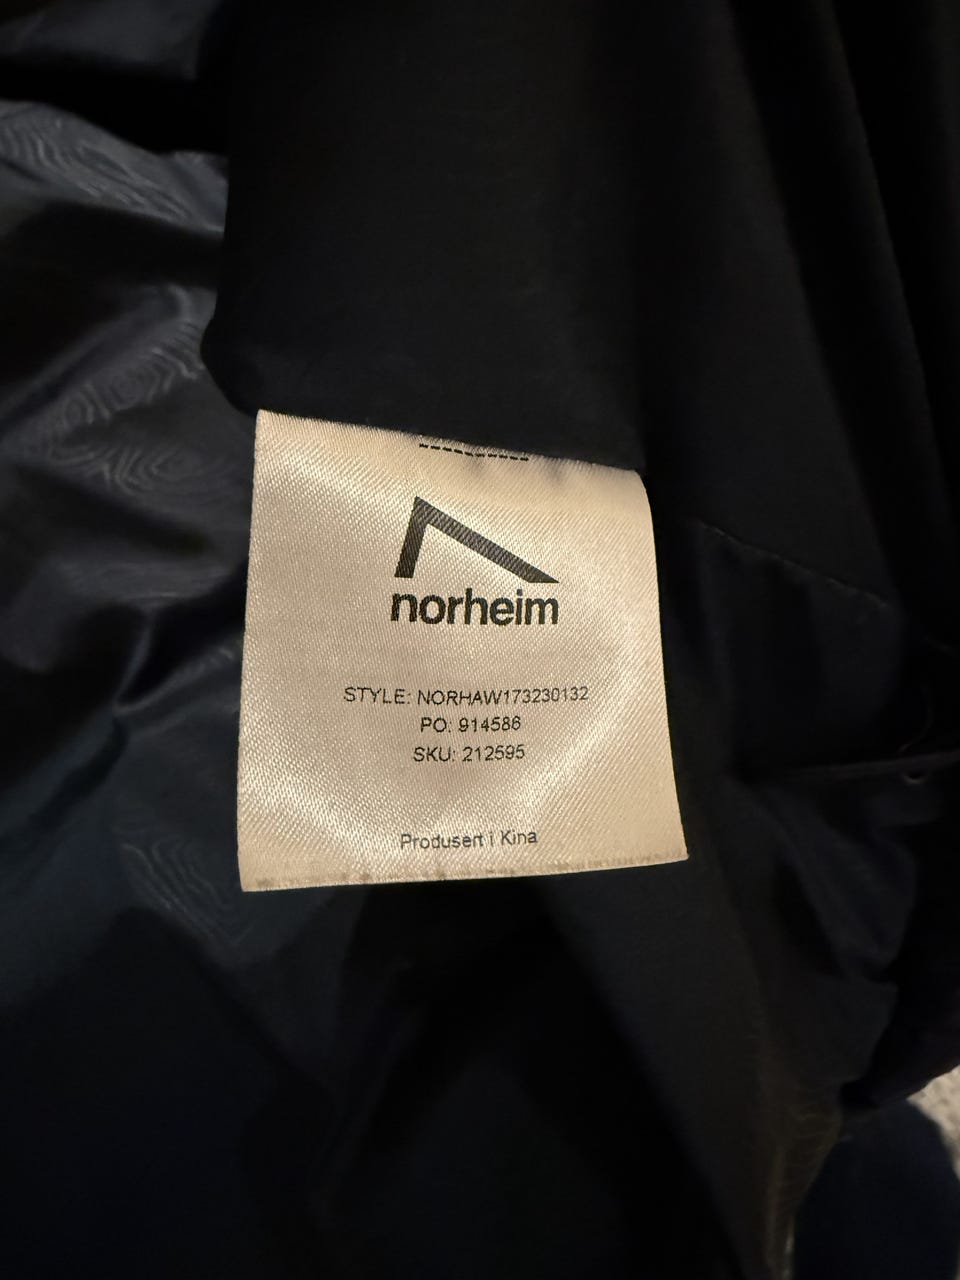 norheim
STYLE: NORHAW173230132
PO: 914586
SKU: 212595
Produsert i Kina